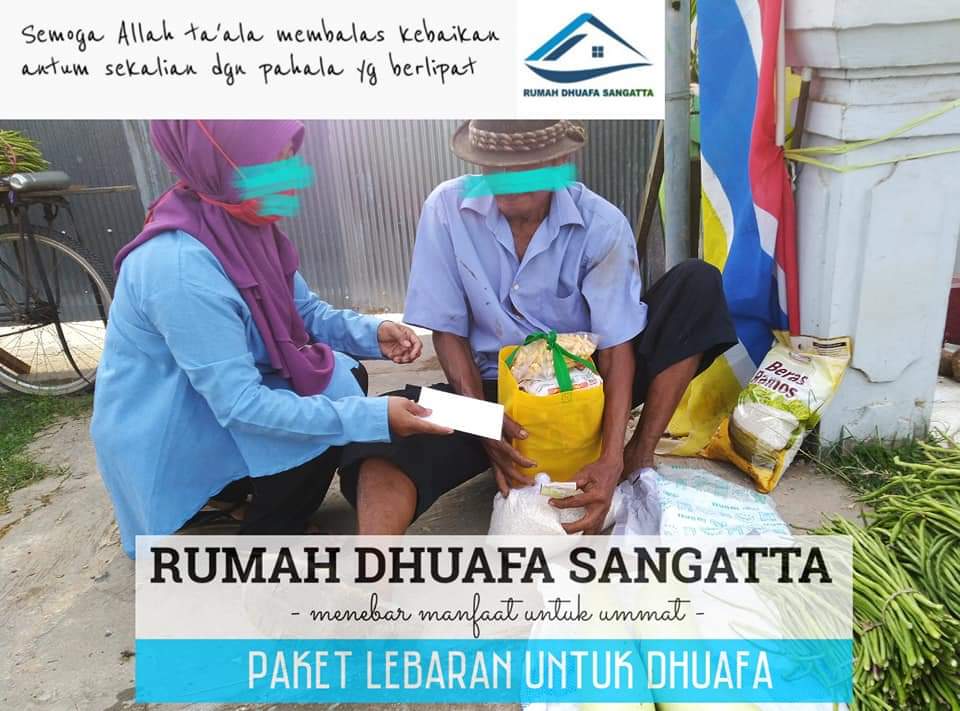 Semoga Allah ta'ala membalas kebaikan
antum sekalian dgn pahala yg berlipat
RUMAH DHUAFA SANGATTA
Beras
Ramos
RUMAH DHUAFA SANGATTA
- menebar manfaat untuk ummat -
PAKET LEBARAN UNTUK DHUAFA